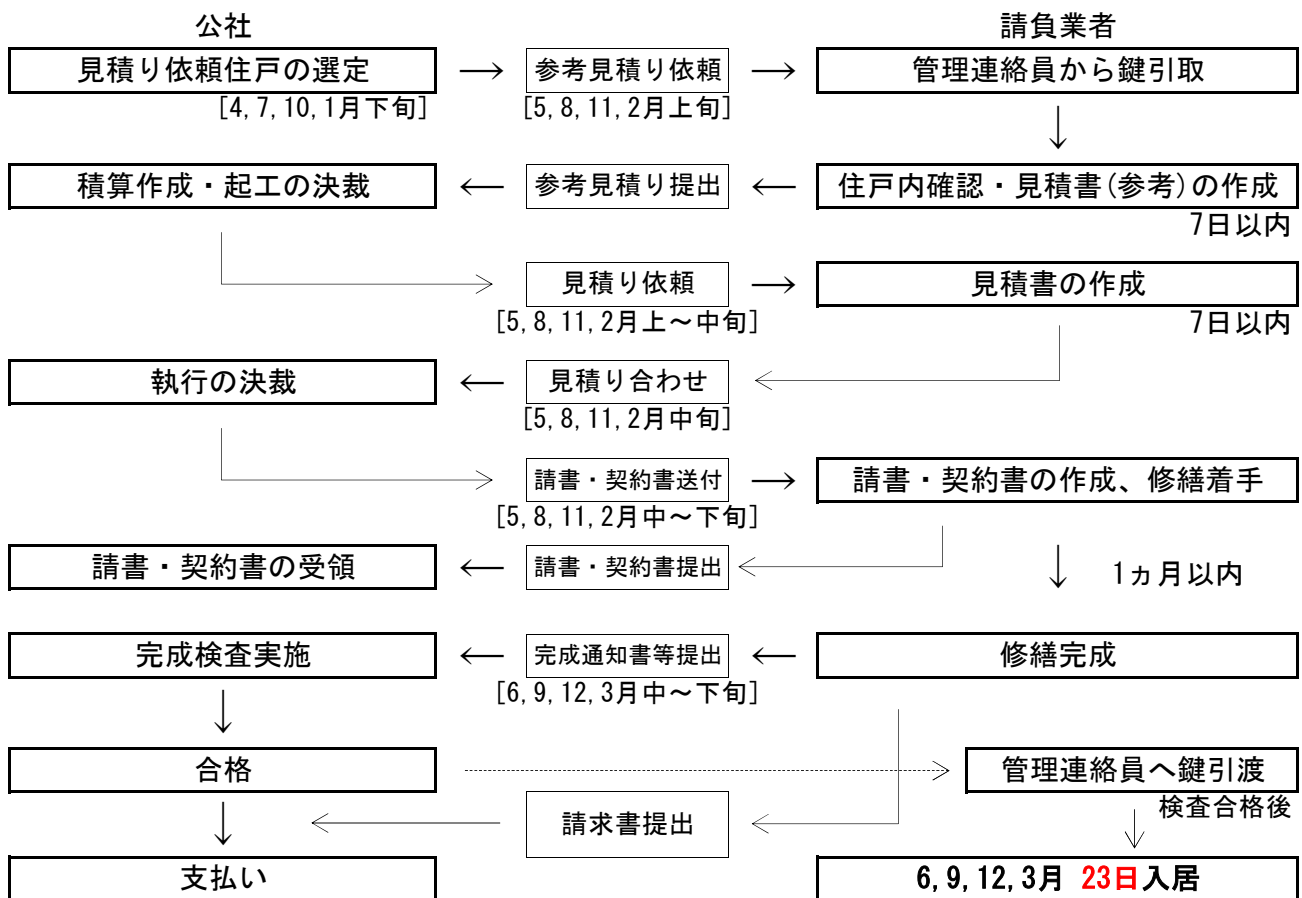 公社 請負業者
見積り依頼住戸の選定 → 参考見積り依頼 → 管理連絡員から鍵引取
[4,7,10,1月下旬] [5,8,11,2月上旬]
↓
積算作成・起工の決裁 ← 参考見積り提出 ← 住戸内確認・見積書(参考)の作成
7日以内
見積り依頼 → 見積書の作成
[5,8,11,2月上～中旬] 7日以内
執行の決裁 ← 見積り合わせ
[5,8,11,2月中旬]
請書・契約書送付 → 請書・契約書の作成、修繕着手
[5,8,11,2月中～下旬]
請書・契約書の受領 ← 請書・契約書提出 ↓ 1ヵ月以内
完成検査実施 ← 完成通知書等提出 ← 修繕完成
[6,9,12,3月中～下旬]
↓
合格 管理連絡員へ鍵引渡
検査合格後
↓ 請求書提出
支払い 6,9,12,3月 23日入居